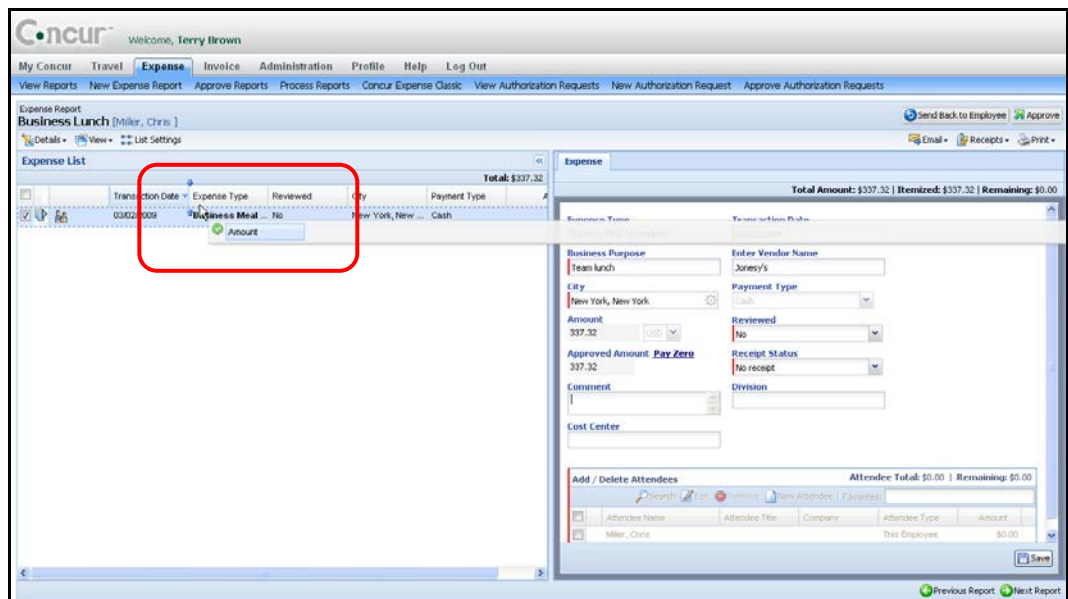 Concur Welcome, Terry Brown
My Concur Travel Expense Invoice Administration Profile Help Log Out
View Reports New Expense Report Approve Reports Process Reports Concur Expense Classic View Authorization Requests New Authorization Request Approve Authorization Requests
Expense Report
Business Lunch [Miller, Chris ]
Send Back to Employee Approve
Details View List Settings
Email Receipts Print
Expense List
Total: $337.32
Transaction Date Expense Type Reviewed City Payment Type A
03/02/2009 Business Meal ... No New York, New ... Cash
Amount
Expense
Total Amount: $337.32 | Itemized: $337.32 | Remaining: $0.00
Expense Type Transaction Date
Business Purpose Enter Vendor Name
Team lunch Jonesy's
City Payment Type
New York, New York Cash
Amount Reviewed
337.32 USD No
Approved Amount Pay Zero Receipt Status
337.32 No receipt
Comment Division
Cost Center
Add / Delete Attendees Attendee Total: $0.00 | Remaining: $0.00
Search Edit Remove New Attendee | Favorites:
Attendee Name Attendee Title Company Attendee Type Amount
Miller, Chris This Employee $0.00
Save
Previous Report Next Report